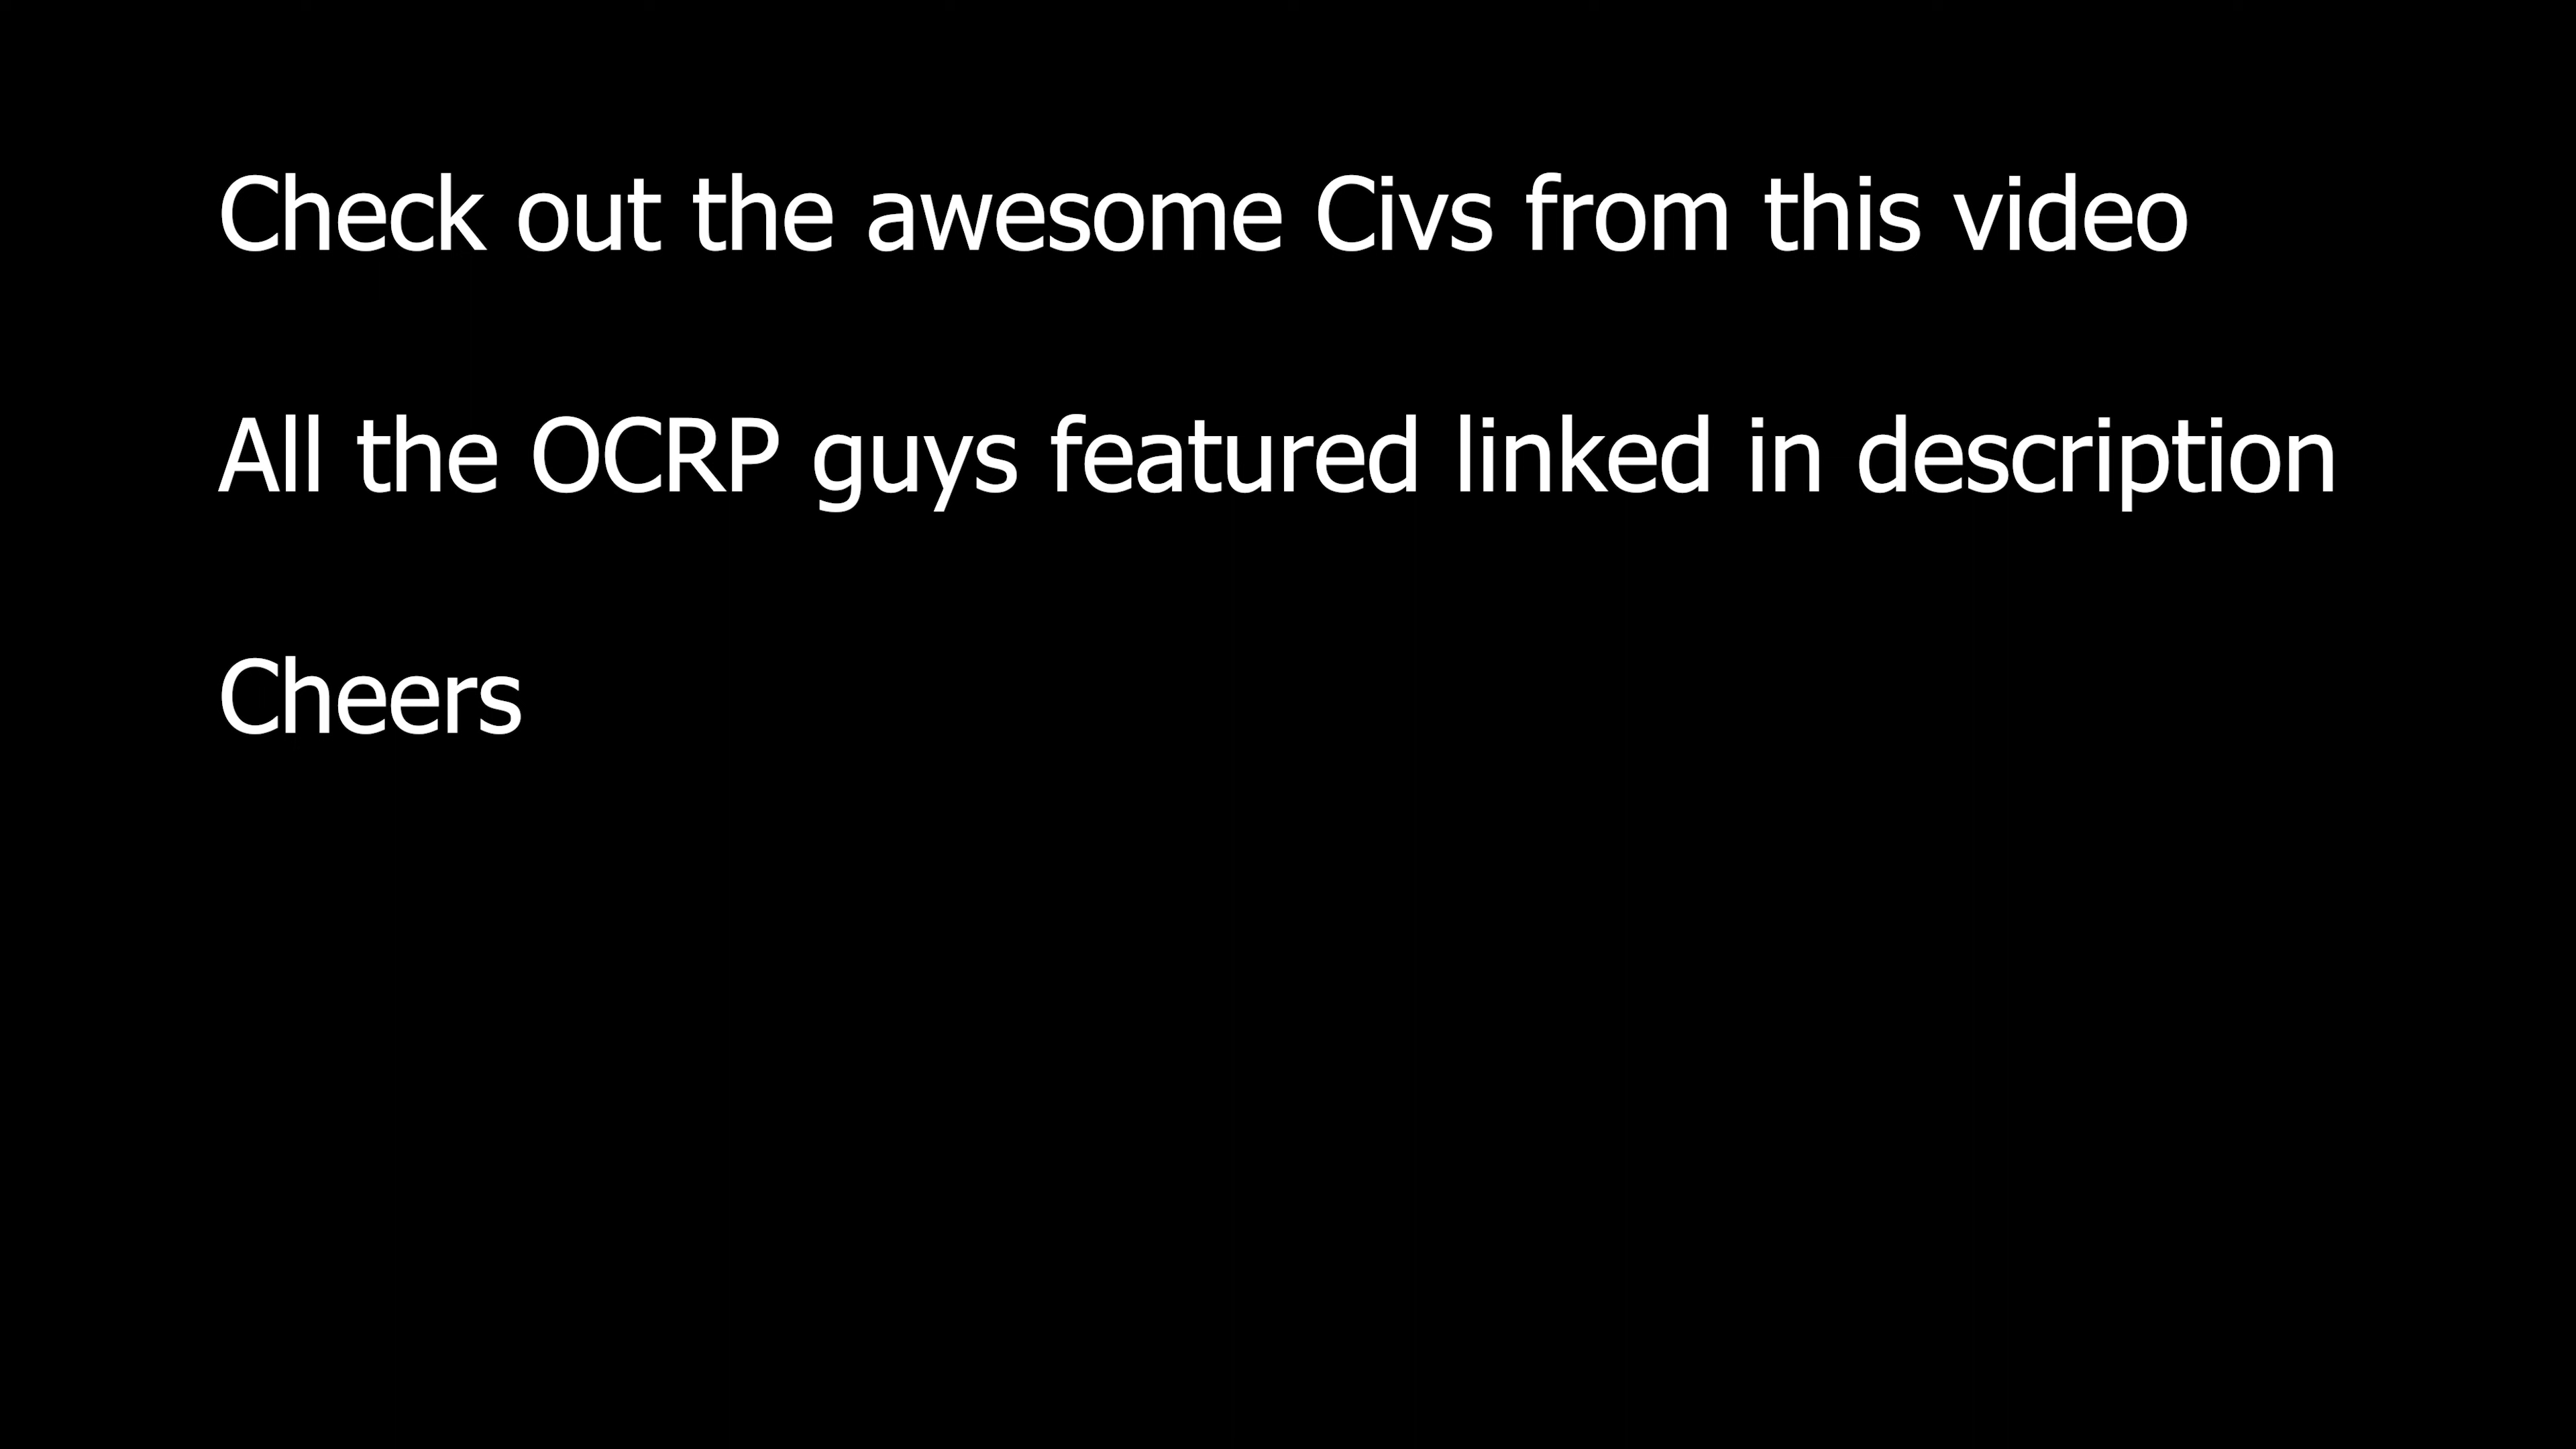 Check out the awesome Civs from this video
All the OCRP guys featured linked in description
Cheers